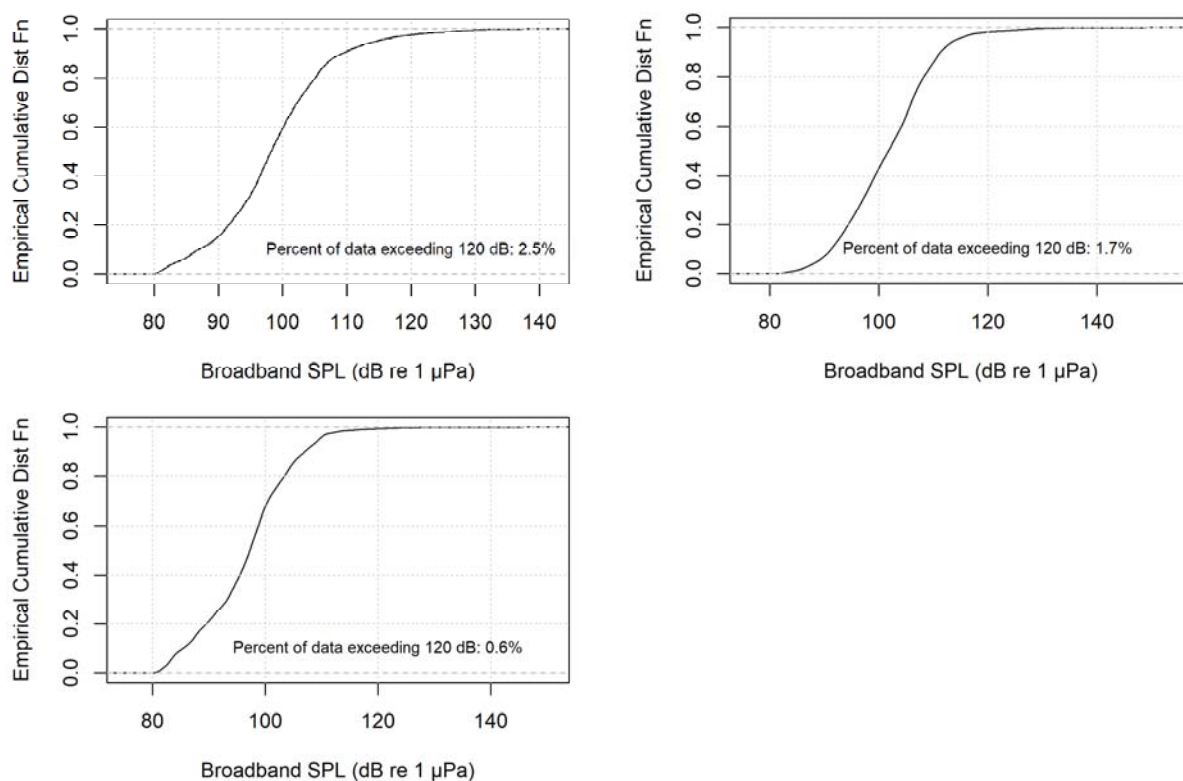 Empirical Cumulative Dist Fn
1.0
0.8
0.6
0.4
0.2
0.0
Percent of data exceeding 120 dB: 2.5%
80 90 100 110 120 130 140
Broadband SPL (dB re 1 µPa)
Empirical Cumulative Dist Fn
1.0
0.8
0.6
0.4
0.2
0.0
Percent of data exceeding 120 dB: 1.7%
80 100 120 140
Broadband SPL (dB re 1 µPa)
Empirical Cumulative Dist Fn
1.0
0.8
0.6
0.4
0.2
0.0
Percent of data exceeding 120 dB: 0.6%
80 100 120 140
Broadband SPL (dB re 1 µPa)